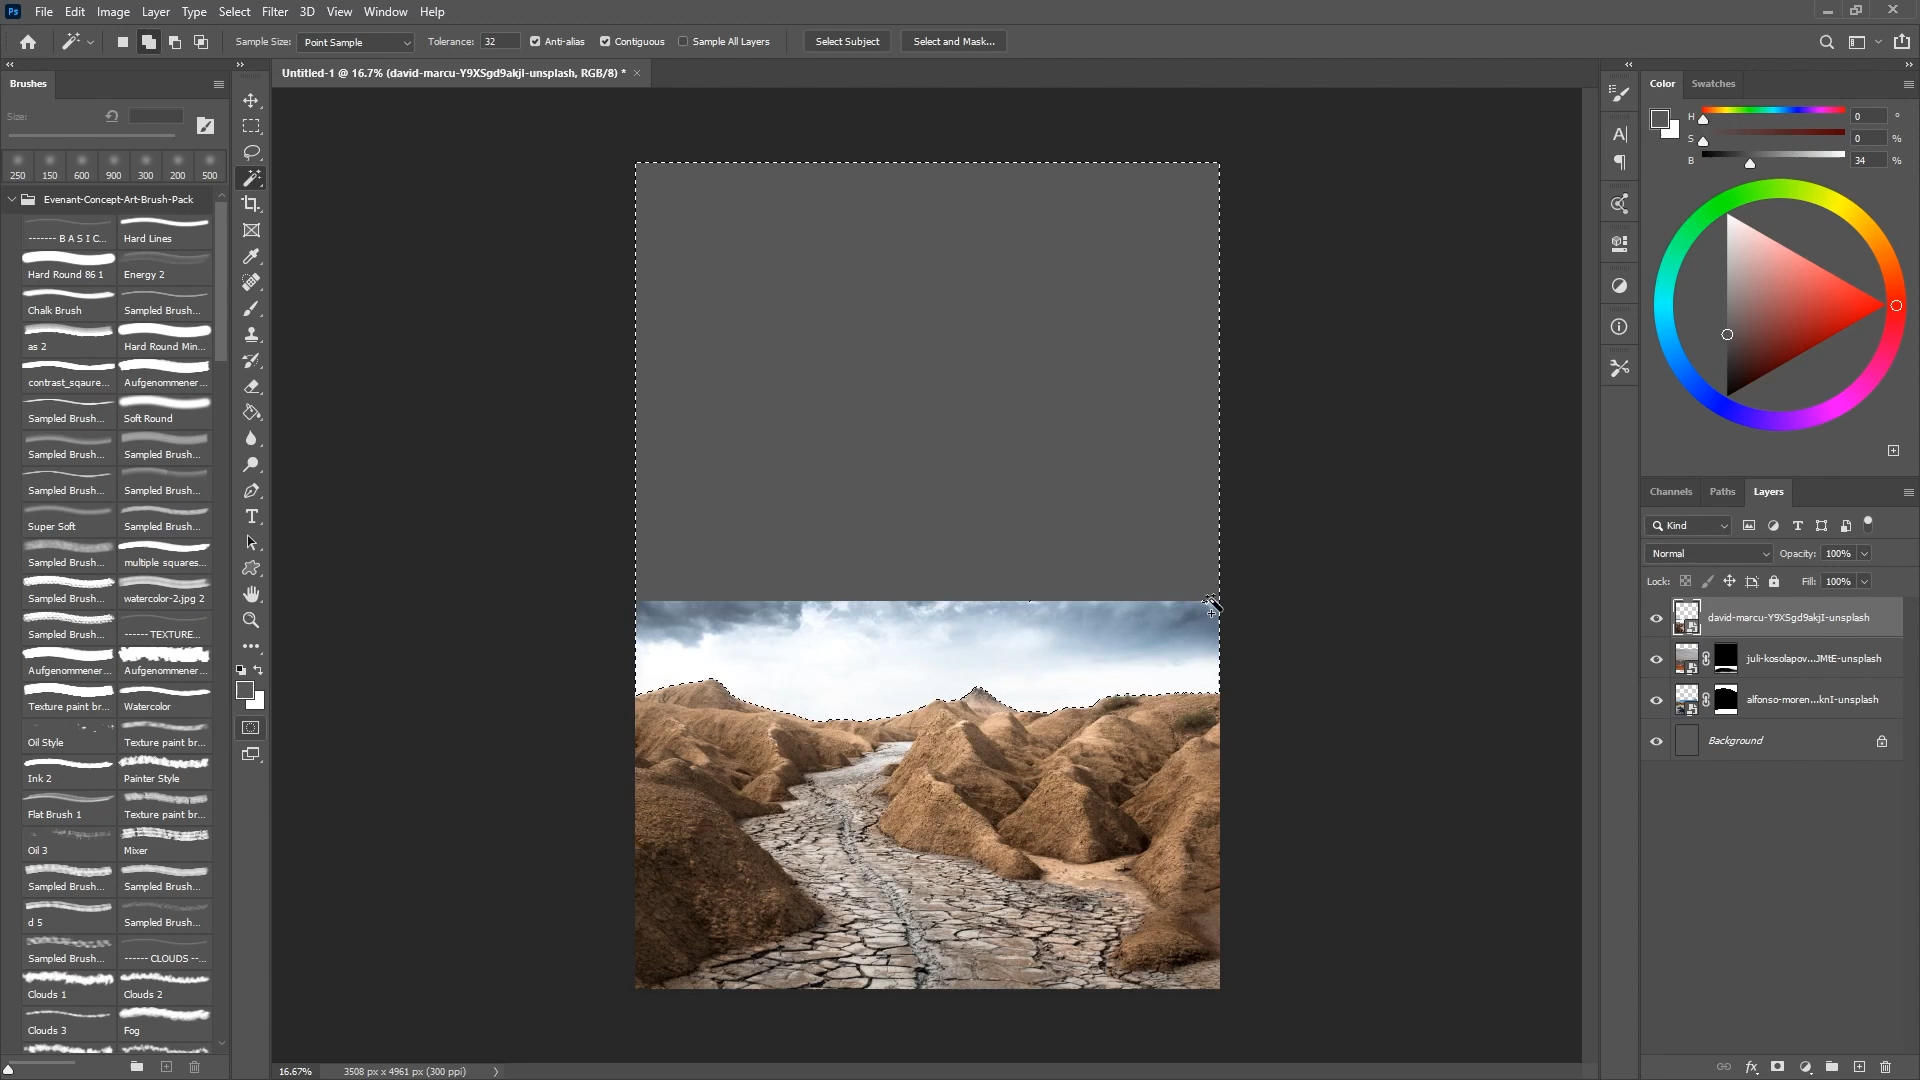 Ps File Edit Image Layer Type Select Filter 3D View Window Help
Sample Size: Point Sample Tolerance: 32 Anti-alias Contiguous Sample All Layers Select Subject Select and Mask...
Brushes
Untitled-1 @ 16.7% (david-marcu-Y9XSgd9akjI-unsplash, RGB/8) *
Size:
250 150 600 900 300 200 500
Evenant-Concept-Art-Brush-Pack
------- B A S I C... Hard Lines
Hard Round 86 1 Energy 2
Chalk Brush Sampled Brush...
as 2 Hard Round Min...
contrast_sqaure... Aufgenommener...
Sampled Brush... Soft Round
Sampled Brush... Sampled Brush...
Sampled Brush... Sampled Brush...
Super Soft Sampled Brush...
Sampled Brush... multiple squares...
Sampled Brush... watercolor-2.jpg 2
Sampled Brush... ------ TEXTURE...
Aufgenommener... Aufgenommener...
Texture paint br... Watercolor
Oil Style Texture paint br...
Ink 2 Painter Style
Flat Brush 1 Texture paint br...
Oil 3 Mixer
Sampled Brush... Sampled Brush...
d 5 Sampled Brush...
Sampled Brush... ------ CLOUDS --...
Clouds 1 Clouds 2
Clouds 3 Fog
16.67% 3508 px x 4961 px (300 ppi)
Color Swatches
H 0 °
S 0 %
B 34 %
Channels Paths Layers
Kind
Normal Opacity: 100%
Lock: Fill: 100%
david-marcu-Y9XSgd9akjI-unsplash
juli-kosolapov...JMtE-unsplash
alfonso-moren...knI-unsplash
Background